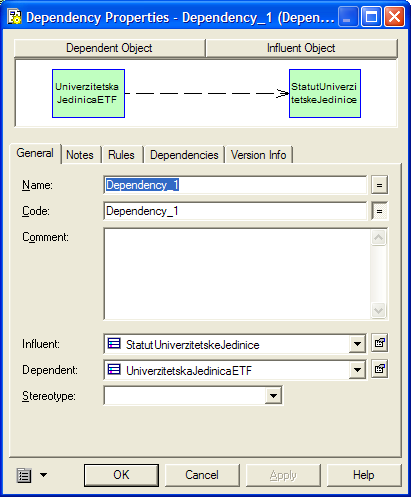 Dependency Properties - Dependency_1 (Depen...
Dependent Object
Influent Object
Univerzitetska
JedinicaETF
StatutUniverzi
tetskeJedinice
General
Notes
Rules
Dependencies
Version Info
Name:
Dependency_1
=
Code:
Dependency_1
=
Comment:
Influent:
StatutUniverzitetskeJedinice
Dependent:
UniverzitetskaJedinicaETF
Stereotype:
OK
Cancel
Apply
Help